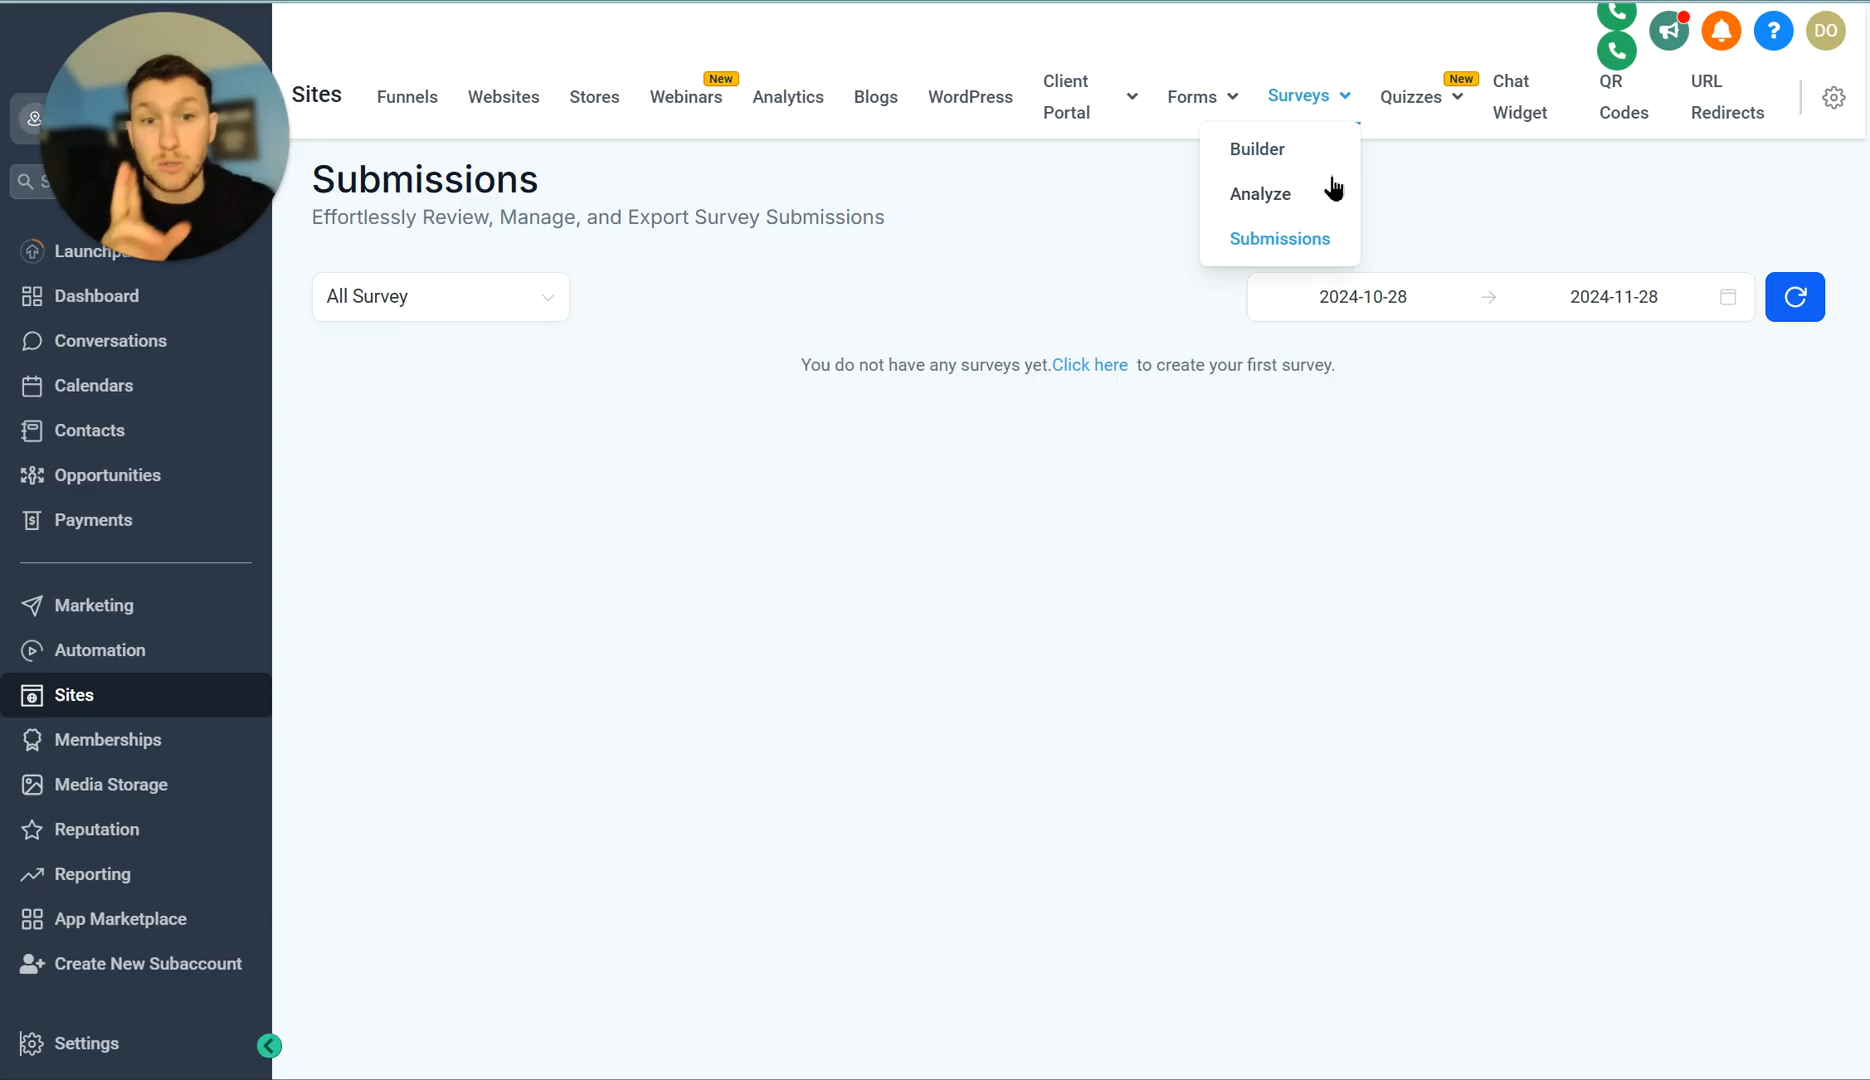 DO
Sites
Funnels
Websites
Stores
New
Webinars
Analytics
Blogs
WordPress
Client
Portal
Forms
Surveys
New
Quizzes
Chat
Widget
QR
Codes
URL
Redirects
Builder
Analyze
Submissions
Submissions
Effortlessly Review, Manage, and Export Survey Submissions
All Survey
2024-10-28
2024-11-28
You do not have any surveys yet.Click here to create your first survey.
Dashboard
Conversations
Calendars
Contacts
Opportunities
Payments
Marketing
Automation
Sites
Memberships
Media Storage
Reputation
Reporting
App Marketplace
Create New Subaccount
Settings